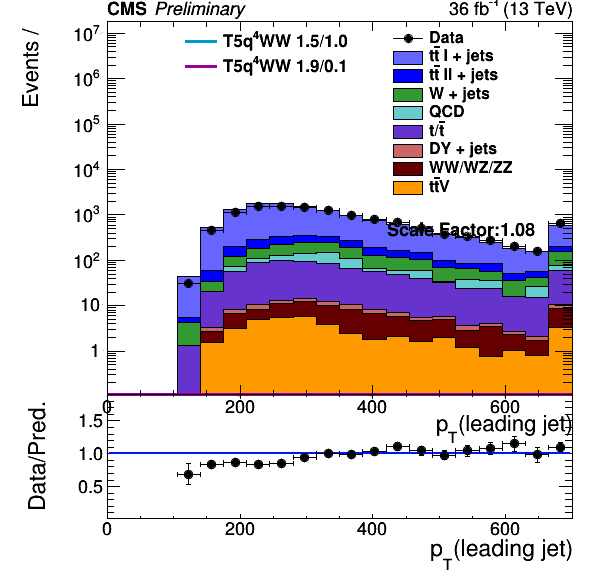 CMS Preliminary 36 fb⁻¹ (13 TeV)
Events /
10⁷
10⁶
10⁵
10⁴
10³
10²
10
1
T5q⁴WW 1.5/1.0
T5q⁴WW 1.9/0.1
Data
tt̄ l + jets
tt̄ ll + jets
W + jets
QCD
t/t̄
DY + jets
WW/WZ/ZZ
tt̄V
Scale Factor:1.08
0 200 400 600
p_T(leading jet)
Data/Pred.
1.5
1.0
0.5
0 200 400 600
p_T(leading jet)